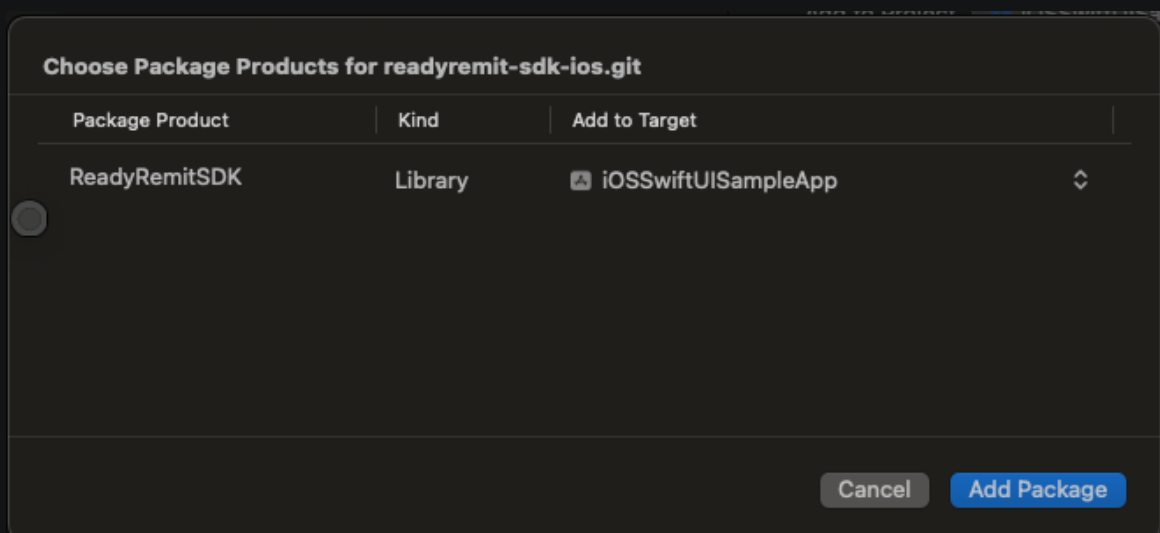 Choose Package Products for readyremit-sdk-ios.git
Package Product Kind Add to Target
ReadyRemitSDK Library iOSSwiftUISampleApp
Cancel Add Package